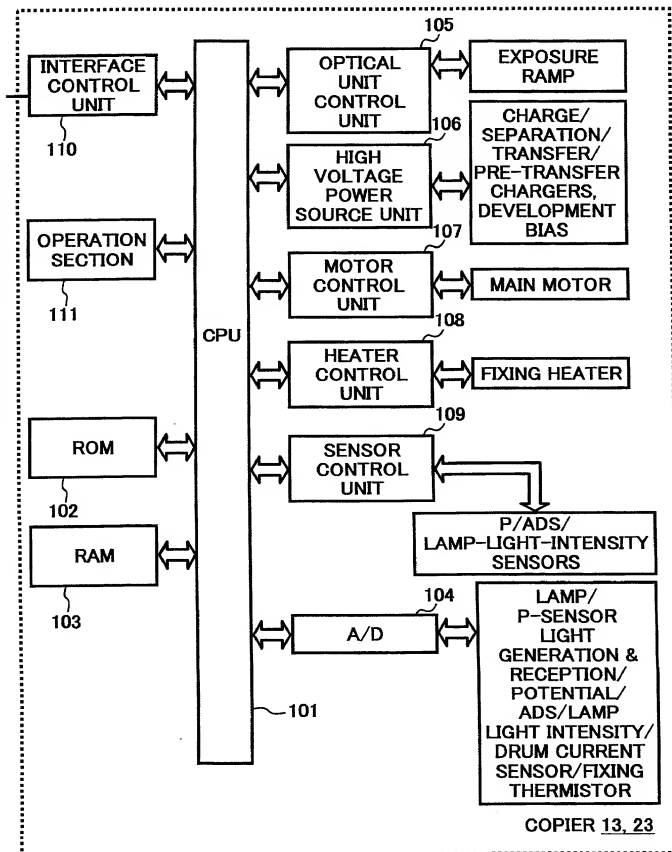 INTERFACE
CONTROL
UNIT
110
OPERATION
SECTION
111
ROM
102
RAM
103
CPU
101
105
OPTICAL
UNIT
CONTROL
UNIT
EXPOSURE
RAMP
106
HIGH
VOLTAGE
POWER
SOURCE UNIT
CHARGE/
SEPARATION/
TRANSFER/
PRE-TRANSFER
CHARGERS,
DEVELOPMENT
BIAS
107
MOTOR
CONTROL
UNIT
MAIN MOTOR
108
HEATER
CONTROL
UNIT
FIXING HEATER
109
SENSOR
CONTROL
UNIT
P/ADS/
LAMP-LIGHT-INTENSITY
SENSORS
104
A/D
LAMP/
P-SENSOR
LIGHT
GENERATION &
RECEPTION/
POTENTIAL/
ADS/LAMP
LIGHT INTENSITY/
DRUM CURRENT
SENSOR/FIXING
THERMISTOR
COPIER 13, 23